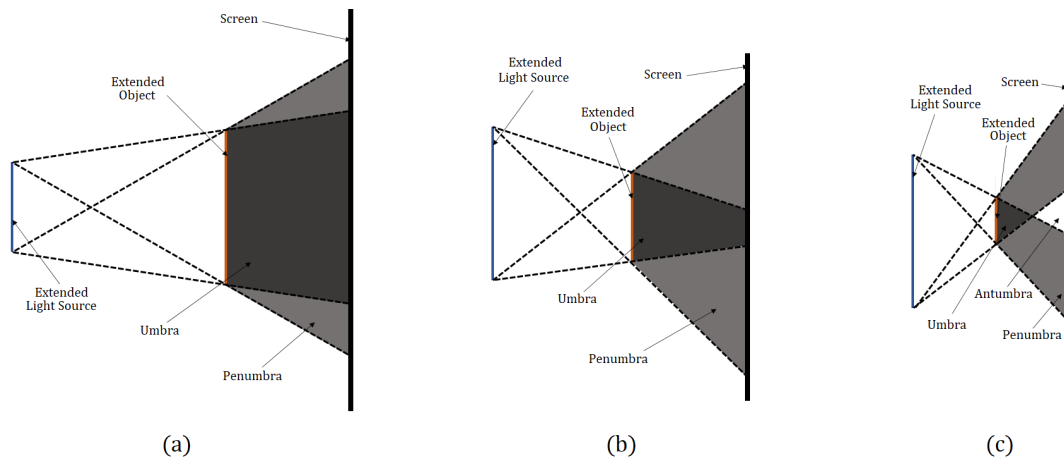 Screen
Extended
Object
Extended
Light Source
Umbra
Penumbra
(a)
Extended
Light Source
Screen
Extended
Object
Umbra
Penumbra
(b)
Screen
Extended
Light Source
Extended
Object
Antumbra
Umbra
Penumbra
(c)